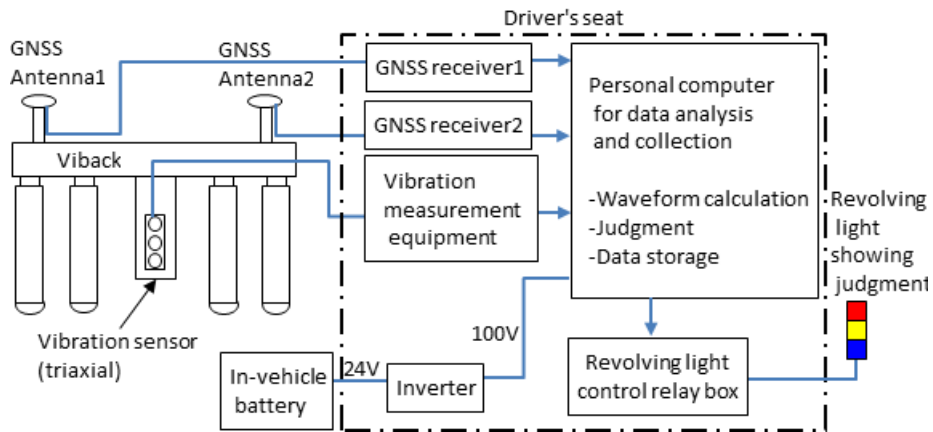 Driver's seat
GNSS
Antenna1
GNSS
Antenna2
GNSS receiver1
GNSS receiver2
Viback
Vibration
measurement
equipment
Personal computer
for data analysis
and collection
-Waveform calculation
-Judgment
-Data storage
Revolving
light
showing
judgment
Vibration sensor
(triaxial)
In-vehicle
battery
24V
Inverter
100V
Revolving light
control relay box